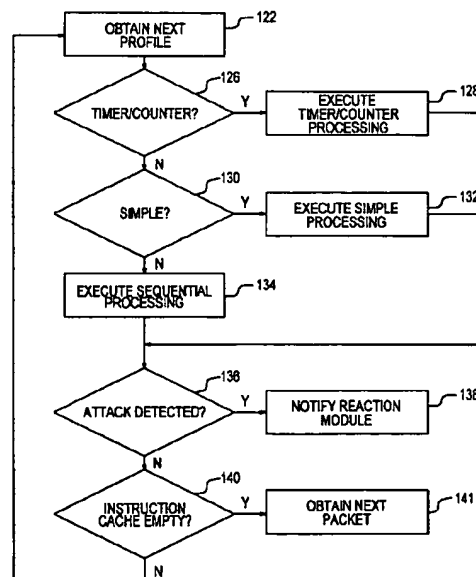 OBTAIN NEXT
PROFILE
122
TIMER/COUNTER?
126
Y
EXECUTE
TIMER/COUNTER
PROCESSING
128
N
SIMPLE?
130
Y
EXECUTE SIMPLE
PROCESSING
132
N
EXECUTE SEQUENTIAL
PROCESSING
134
ATTACK DETECTED?
136
Y
NOTIFY REACTION
MODULE
138
N
INSTRUCTION
CACHE EMPTY?
140
Y
OBTAIN NEXT
PACKET
141
N